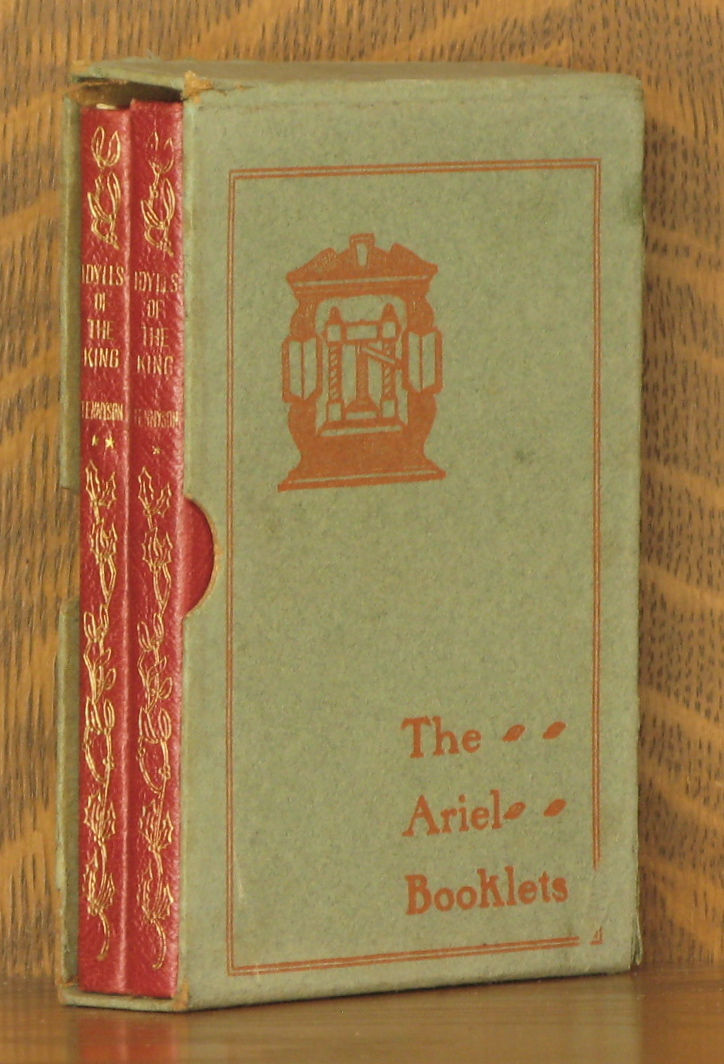 IDYLLS
OF
THE
KING
TENNYSON
IDYLLS
OF
THE
KING
TENNYSON
The
Ariel
Booklets